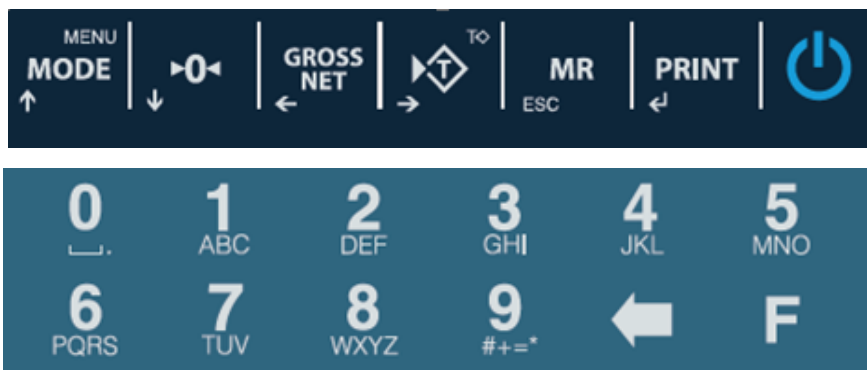 MENU
MODE ►0◄ GROSS NET T MR PRINT
ESC
0 1 2 3 4 5
. ABC DEF GHI JKL MNO
6 7 8 9 F
PQRS TUV WXYZ #+=*